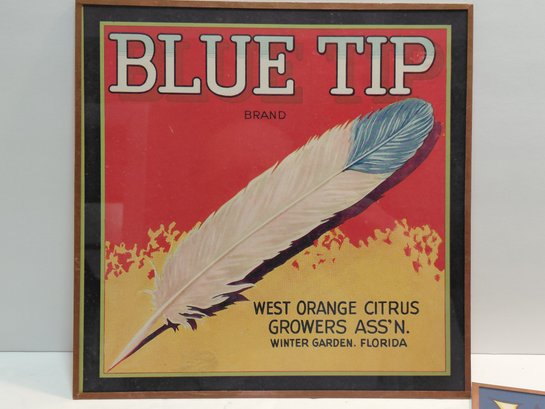 BLUE TIP
BRAND
WEST ORANGE CITRUS
GROWERS ASS'N.
WINTER GARDEN. FLORIDA